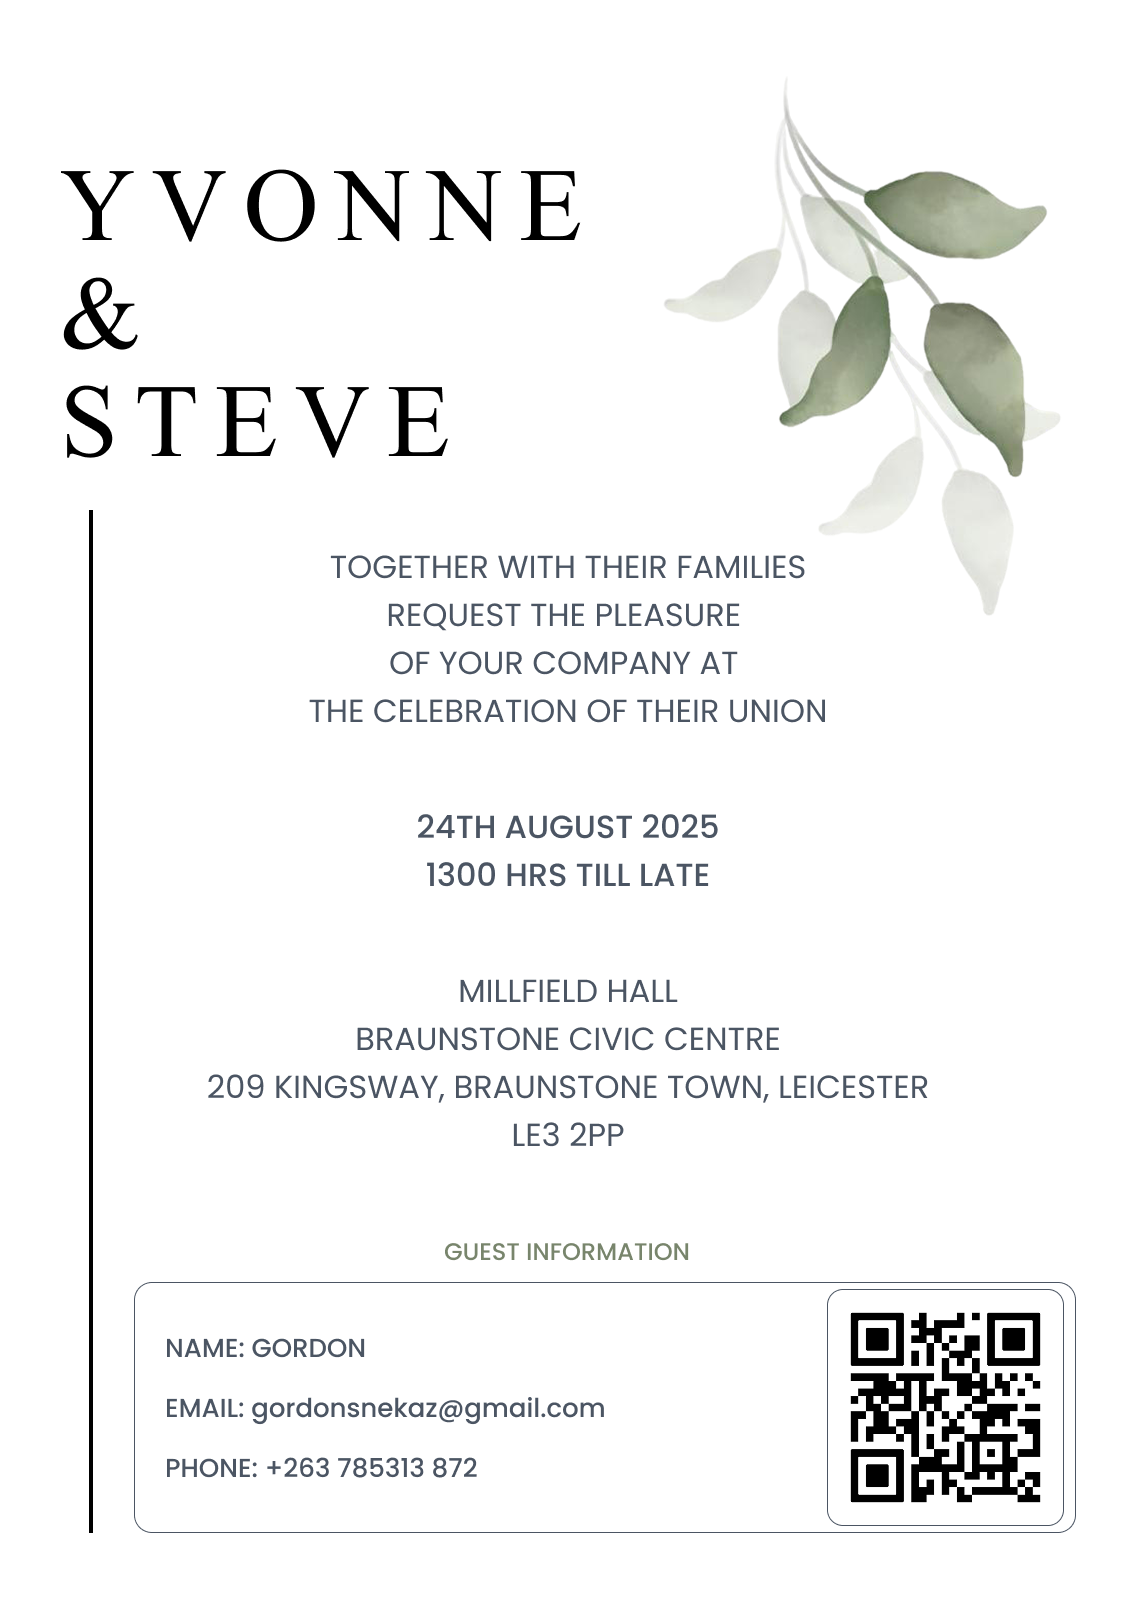 YVONNE
&
STEVE
TOGETHER WITH THEIR FAMILIES
REQUEST THE PLEASURE
OF YOUR COMPANY AT
THE CELEBRATION OF THEIR UNION
24TH AUGUST 2025
1300 HRS TILL LATE
MILLFIELD HALL
BRAUNSTONE CIVIC CENTRE
209 KINGSWAY, BRAUNSTONE TOWN, LEICESTER
LE3 2PP
GUEST INFORMATION
NAME: GORDON
EMAIL: gordonsnekaz@gmail.com
PHONE: +263 785313 872